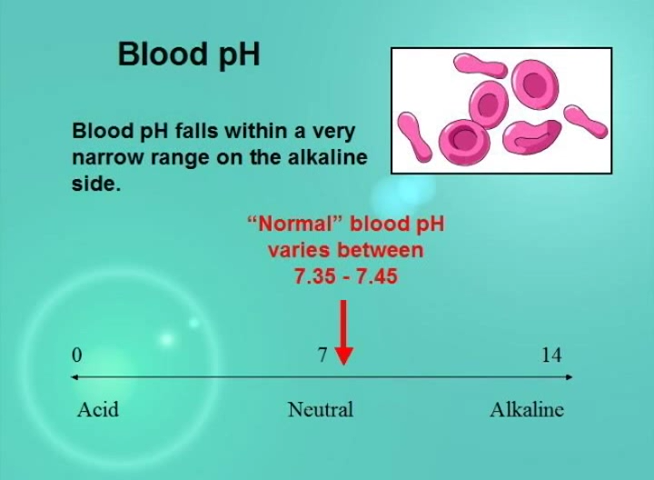 Blood pH
Blood pH falls within a very
narrow range on the alkaline
side.
“Normal” blood pH
varies between
7.35 - 7.45
0 7 14
Acid Neutral Alkaline